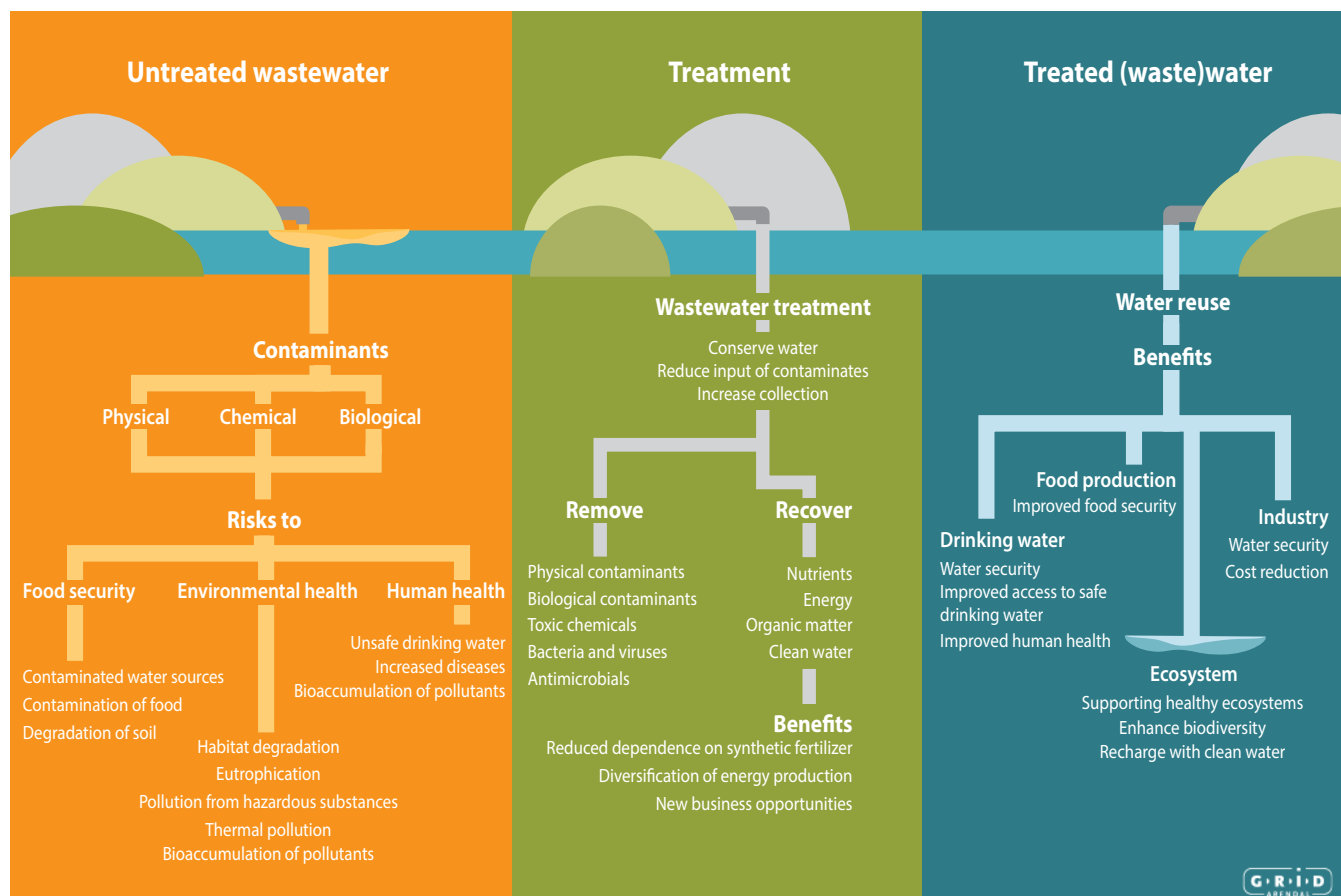 Untreated wastewater
Contaminants
Physical
Chemical
Biological
Risks to
Food security
Contaminated water sources
Contamination of food
Degradation of soil
Environmental health
Habitat degradation
Eutrophication
Pollution from hazardous substances
Thermal pollution
Bioaccumulation of pollutants
Human health
Unsafe drinking water
Increased diseases
Bioaccumulation of pollutants
Treatment
Wastewater treatment
Conserve water
Reduce input of contaminates
Increase collection
Remove
Physical contaminants
Biological contaminants
Toxic chemicals
Bacteria and viruses
Antimicrobials
Recover
Nutrients
Energy
Organic matter
Clean water
Benefits
Reduced dependence on synthetic fertilizer
Diversification of energy production
New business opportunities
Treated (waste)water
Water reuse
Benefits
Drinking water
Water security
Improved access to safe
drinking water
Improved human health
Food production
Improved food security
Ecosystem
Supporting healthy ecosystems
Enhance biodiversity
Recharge with clean water
Industry
Water security
Cost reduction
G·R·I·D
ARENDAL